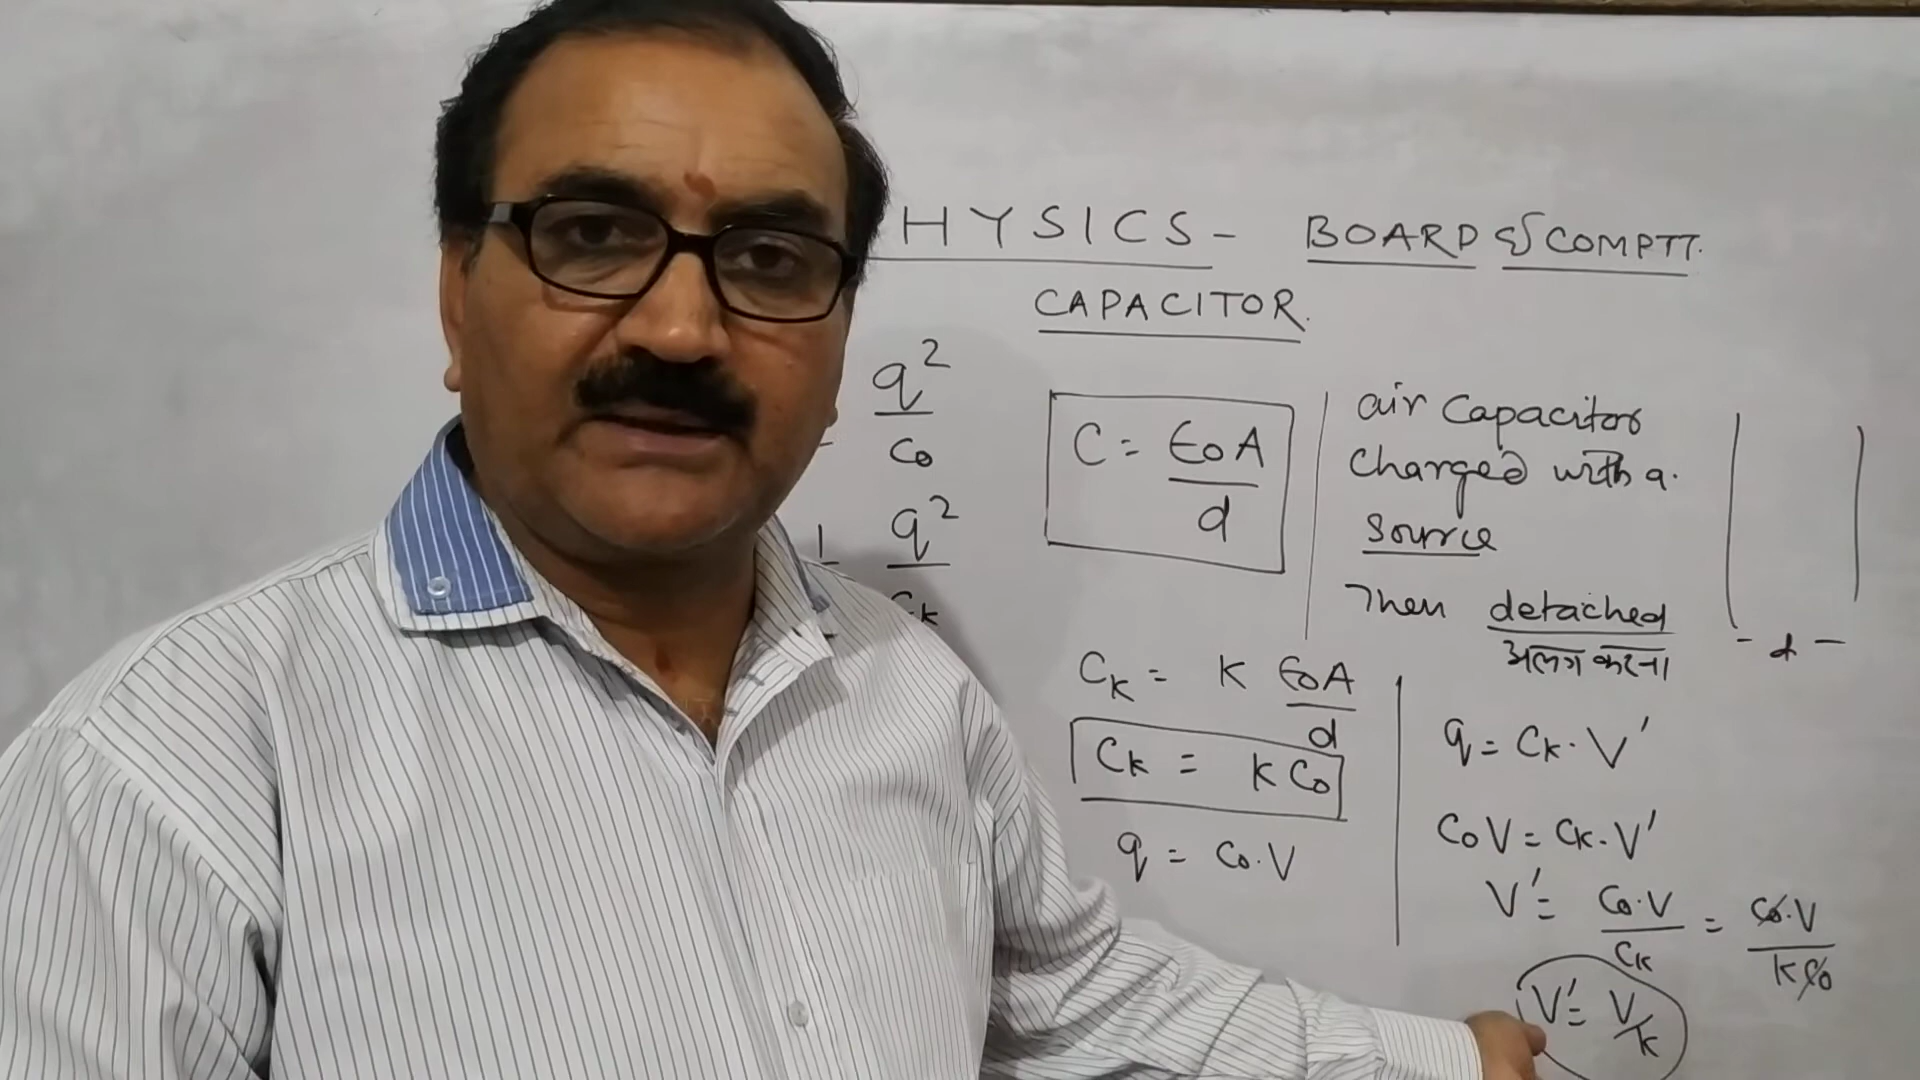 HYSICS- BOARD & COMPTT.
CAPACITOR.
q²
C₀
1 q²
Cₖ
C = ε₀A
d
air Capacitor
charged with a.
source
Then detached
अलग करना
- d -
Cₖ = K ε₀A
d
Cₖ = K C₀
q = C₀.V
q = Cₖ. V'
C₀V = Cₖ. V'
V' = C₀.V / Cₖ = C₀.V / K C₀
V' = V/K